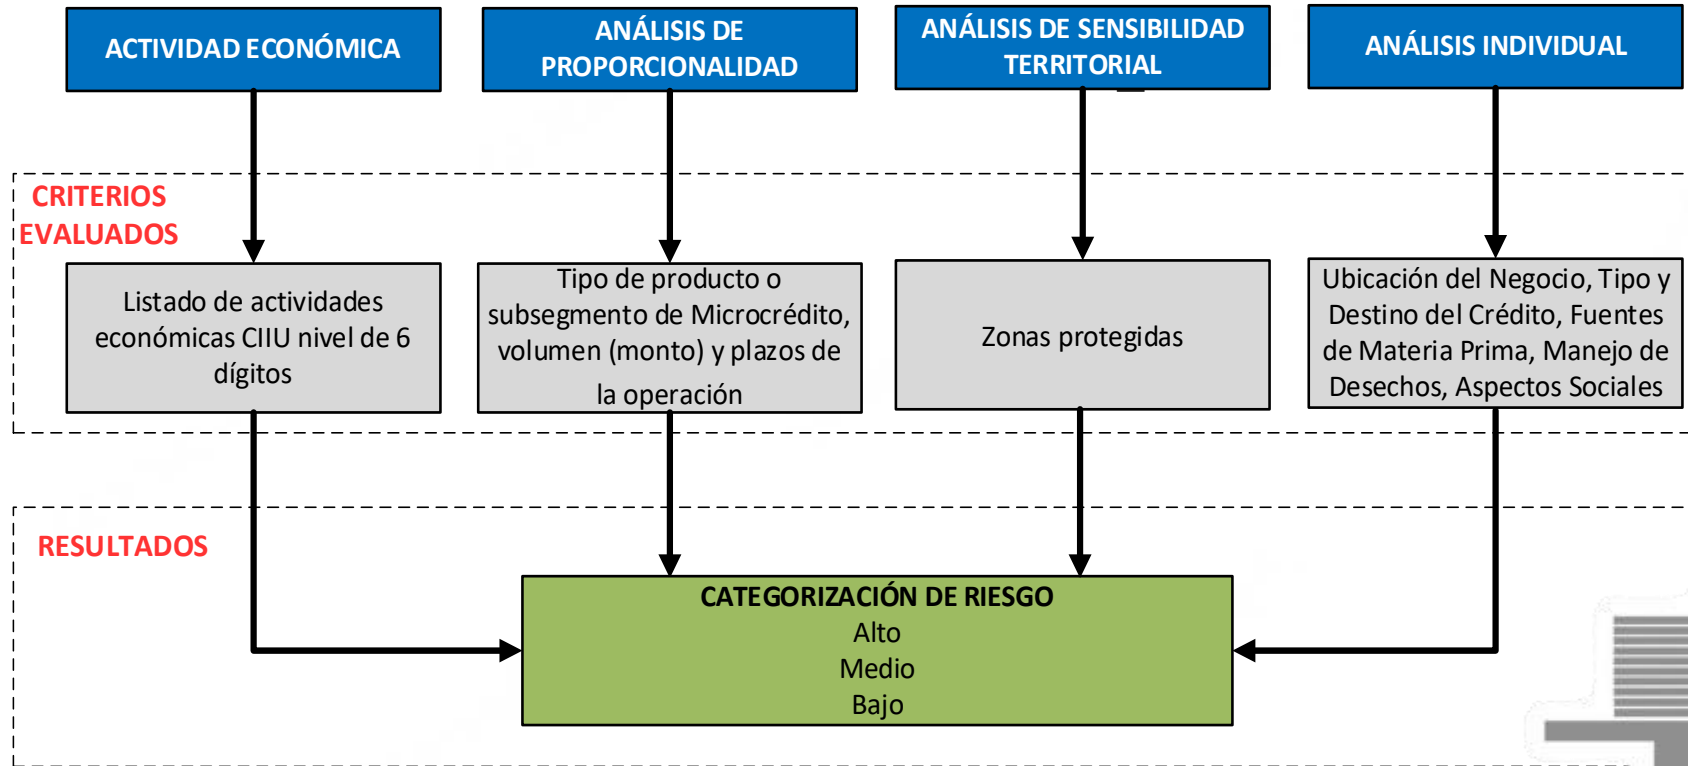 ACTIVIDAD ECONÓMICA
ANÁLISIS DE
PROPORCIONALIDAD
ANÁLISIS DE SENSIBILIDAD
TERRITORIAL
ANÁLISIS INDIVIDUAL
CRITERIOS
EVALUADOS
Listado de actividades
económicas CIIU nivel de 6
dígitos
Tipo de producto o
subsegmento de Microcrédito,
volumen (monto) y plazos de
la operación
Zonas protegidas
Ubicación del Negocio, Tipo y
Destino del Crédito, Fuentes
de Materia Prima, Manejo de
Desechos, Aspectos Sociales
RESULTADOS
CATEGORIZACIÓN DE RIESGO
Alto
Medio
Bajo